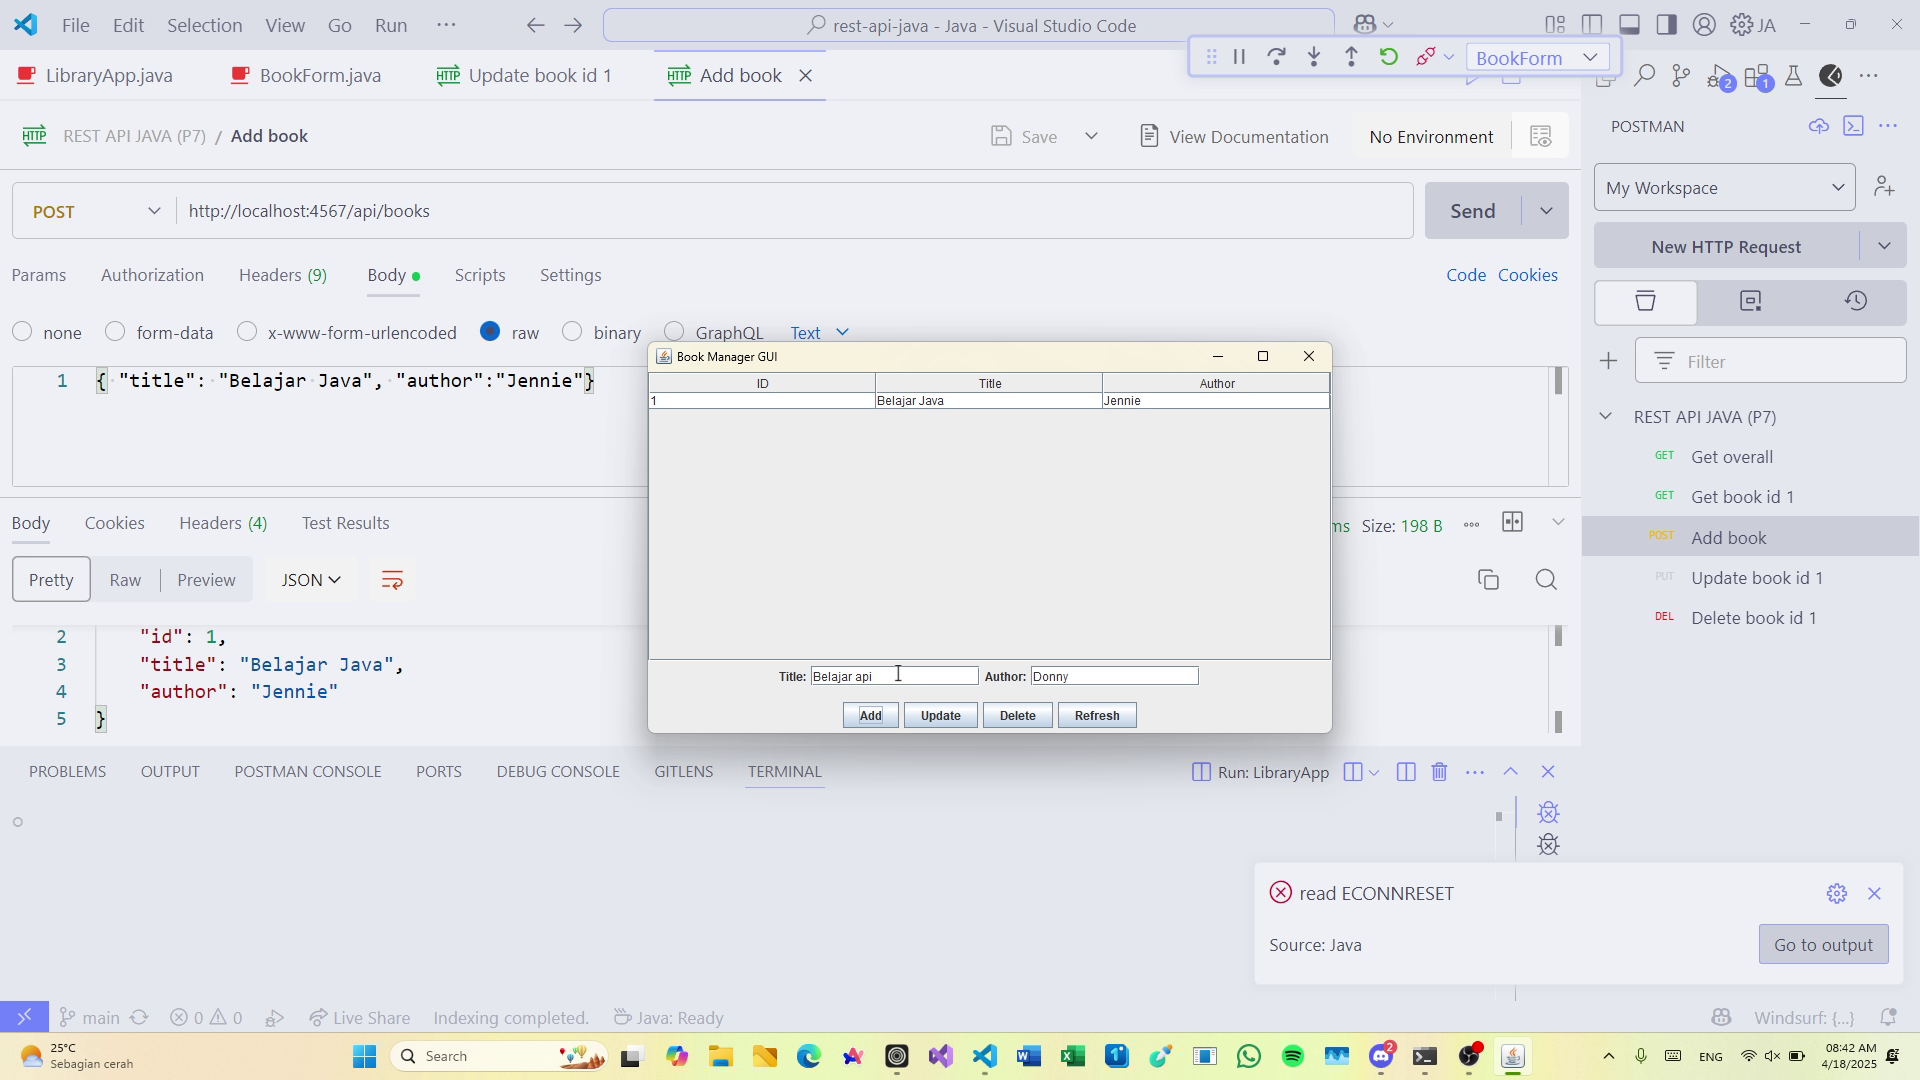 File Edit Selection View Go Run ···
rest-api-java - Java - Visual Studio Code
JA
LibraryApp.java
BookForm.java
HTTP Update book id 1
HTTP Add book
BookForm
2
1
HTTP REST API JAVA (P7) / Add book
Save
View Documentation
No Environment
POST
http://localhost:4567/api/books
Send
Params Authorization Headers (9) Body Scripts Settings
Code Cookies
none form-data x-www-form-urlencoded raw binary GraphQL Text
1 { "title": "Belajar Java", "author":"Jennie"}
Book Manager GUI
ID Title Author
1 Belajar Java Jennie
Title: Belajar api Author: Donny
Add Update Delete Refresh
Body Cookies Headers (4) Test Results
ms Size: 198 B
Pretty Raw Preview JSON
2 "id": 1,
3 "title": "Belajar Java",
4 "author": "Jennie"
5 }
PROBLEMS OUTPUT POSTMAN CONSOLE PORTS DEBUG CONSOLE GITLENS TERMINAL
Run: LibraryApp
POSTMAN
My Workspace
New HTTP Request
Filter
REST API JAVA (P7)
GET Get overall
GET Get book id 1
POST Add book
PUT Update book id 1
DEL Delete book id 1
read ECONNRESET
Source: Java
Go to output
main 0 0 Live Share Indexing completed. Java: Ready
Windsurf: {...}
25°C
Sebagian cerah
Search
2
ENG
08:42 AM
4/18/2025